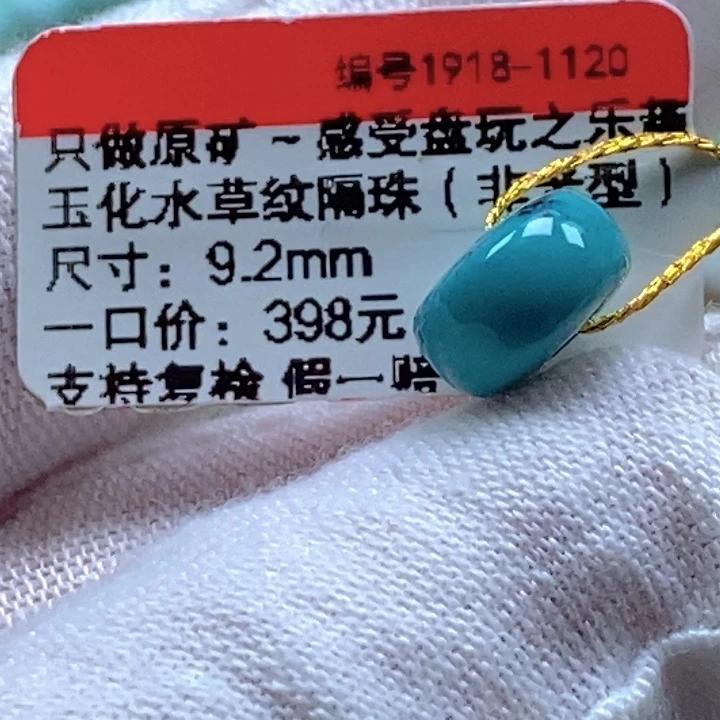 编号1918-1120
只做原矿~感受盘玩之乐趣
玉化水草纹隔珠(非 型)
尺寸:9.2mm
一口价:398元
支持复检 假一赔